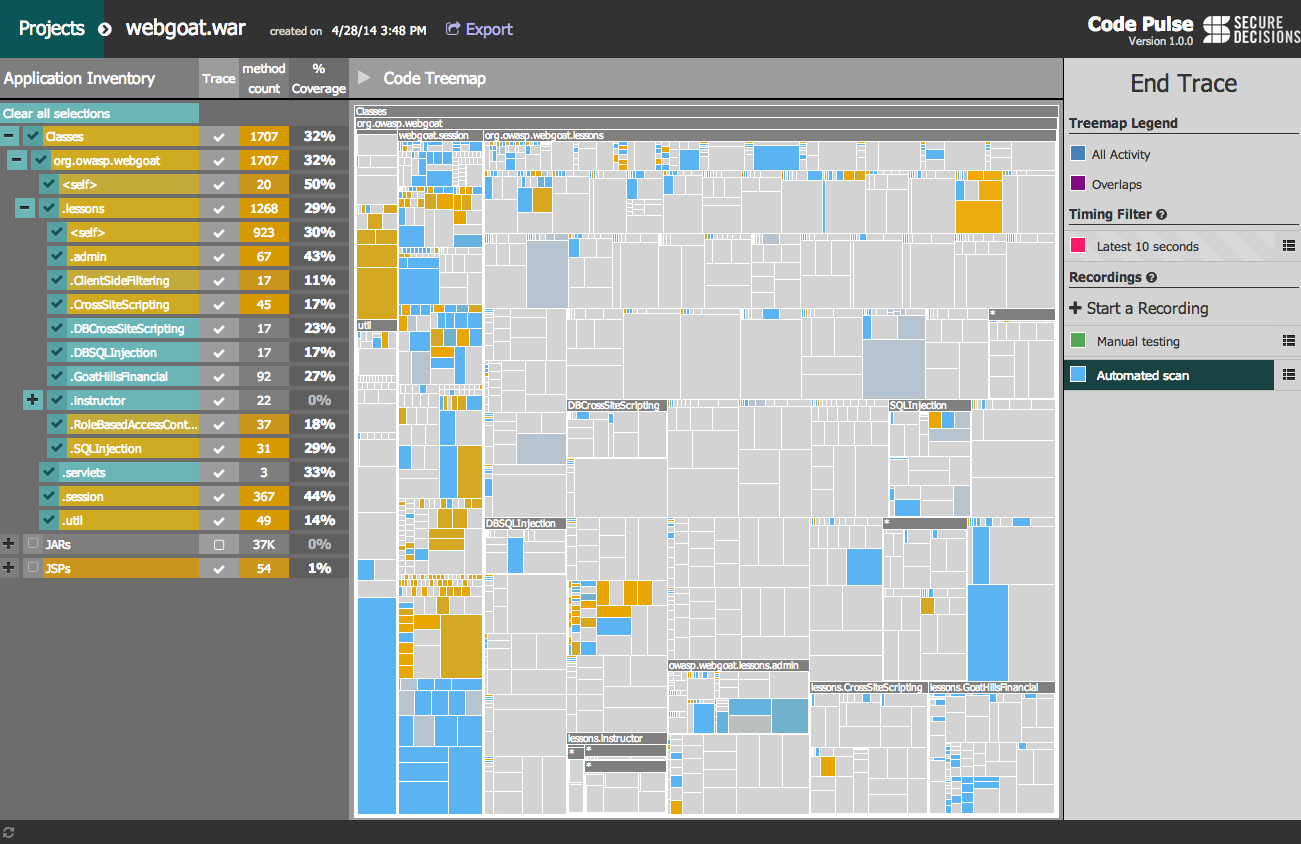 Projects
webgoat.war
created on 4/28/14 3:48 PM
Export
Code Pulse
Version 1.0.0
SECURE
DECISIONS
Application Inventory
Trace
method
count
%
Coverage
Code Treemap
Clear all selections
Classes 1707 32%
org.owasp.webgoat 1707 32%
<self> 20 50%
.lessons 1268 29%
<self> 923 30%
.admin 67 43%
.ClientSideFiltering 17 11%
.CrossSiteScripting 45 17%
.DBCrossSiteScripting 17 23%
.DBSQLInjection 17 17%
.GoatHillsFinancial 92 27%
.Instructor 22 0%
.RoleBasedAccessCont... 37 18%
.SQLInjection 31 29%
.servlets 3 33%
.session 367 44%
.util 49 14%
JARs 37K 0%
JSPs 54 1%
Classes
org.owasp.webgoat
webgoat.session
org.owasp.webgoat.lessons
util
*
DBCrossSiteScripting
SQLInjection
DBSQLInjection
*
owasp.webgoat.lessons.admin
lessons.CrossSiteScripting
lessons.GoatHillsFinancial
lessons.Instructor
* *
*
End Trace
Treemap Legend
All Activity
Overlaps
Timing Filter ?
Latest 10 seconds
Recordings ?
+ Start a Recording
Manual testing
Automated scan